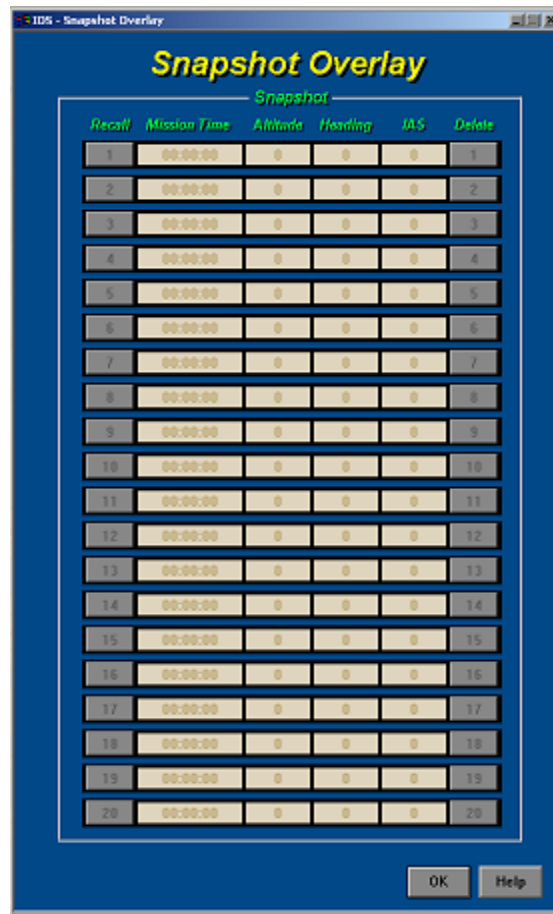 IOS - Snapshot Overlay
Snapshot Overlay
Snapshot
Recall Mission Time Altitude Heading IAS Delete
1 00:00:00 0 0 0 1
2 00:00:00 0 0 0 2
3 00:00:00 0 0 0 3
4 00:00:00 0 0 0 4
5 00:00:00 0 0 0 5
6 00:00:00 0 0 0 6
7 00:00:00 0 0 0 7
8 00:00:00 0 0 0 8
9 00:00:00 0 0 0 9
10 00:00:00 0 0 0 10
11 00:00:00 0 0 0 11
12 00:00:00 0 0 0 12
13 00:00:00 0 0 0 13
14 00:00:00 0 0 0 14
15 00:00:00 0 0 0 15
16 00:00:00 0 0 0 16
17 00:00:00 0 0 0 17
18 00:00:00 0 0 0 18
19 00:00:00 0 0 0 19
20 00:00:00 0 0 0 20
OK Help